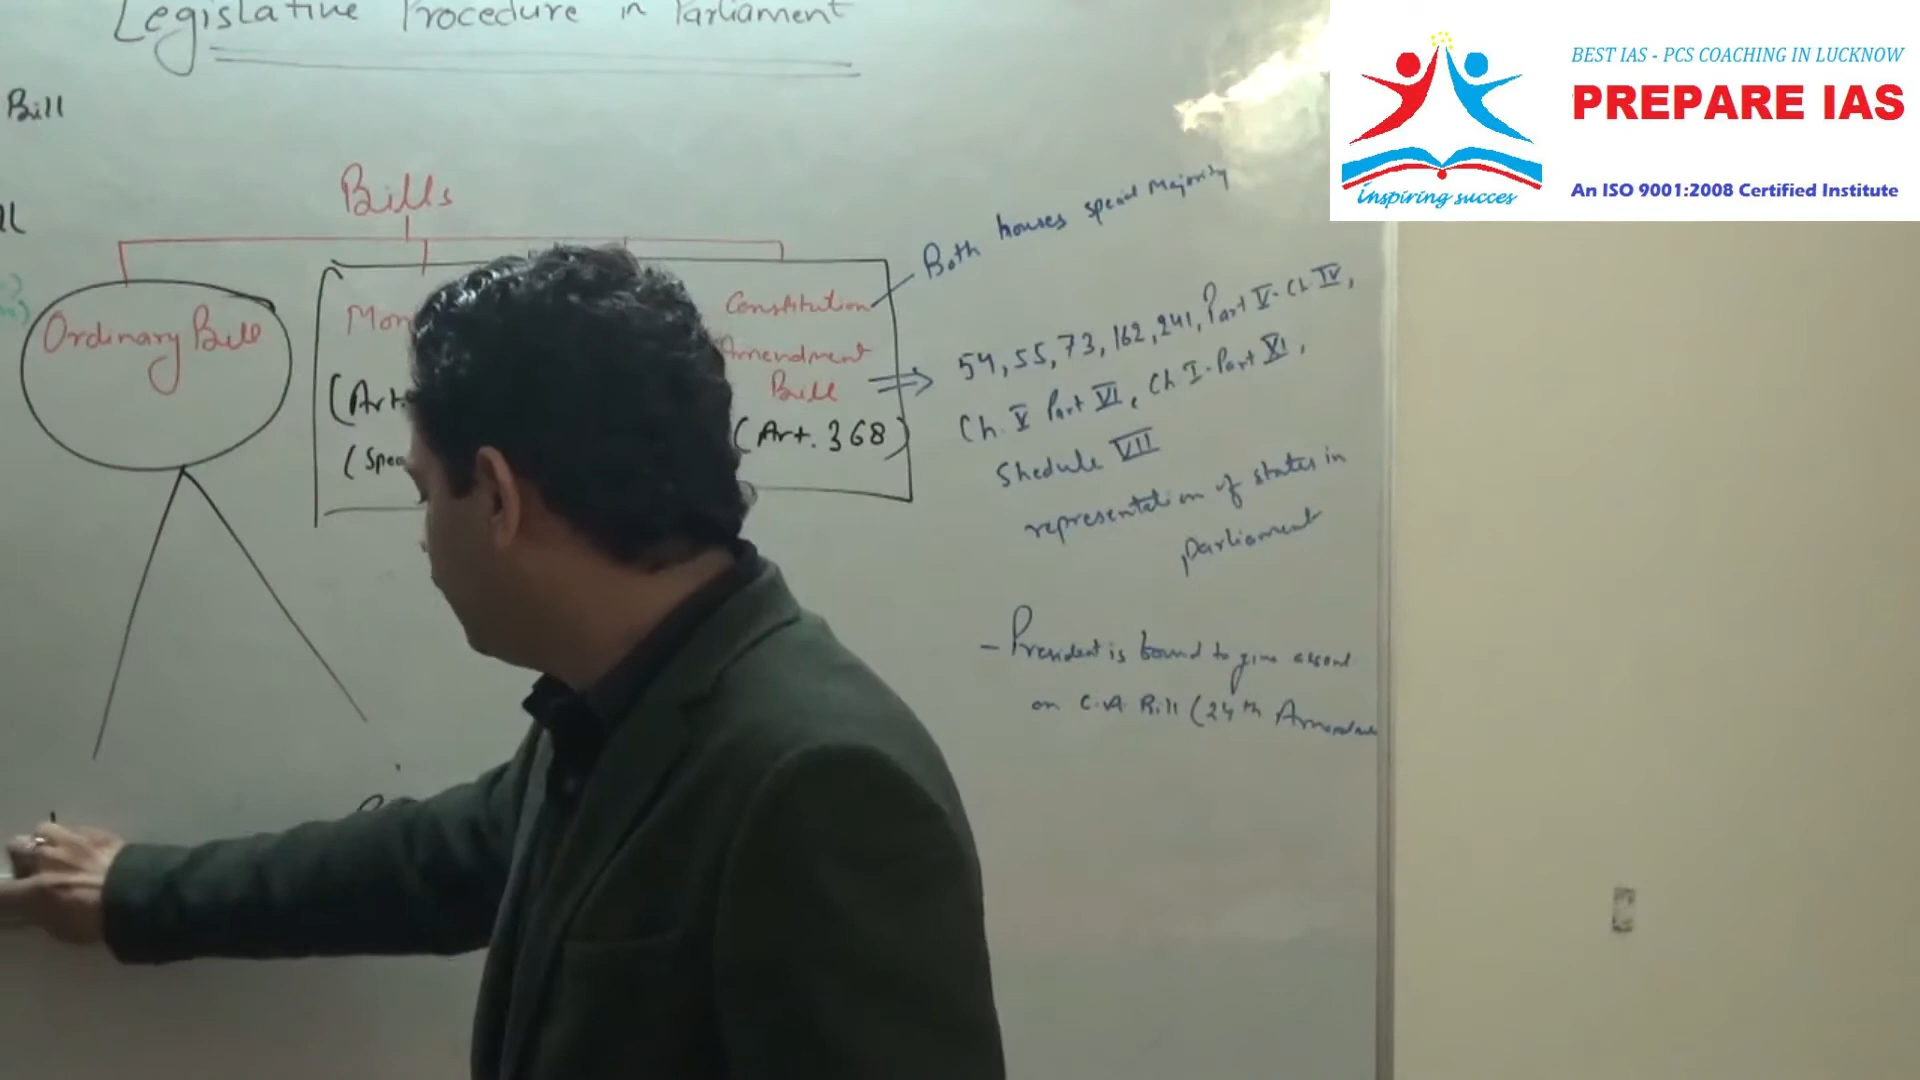 Legislative Procedure in Parliament
Bill
Bills
Ordinary Bill
Mon
(Art.
(Spea
Constitution
Amendment
Bill
(Art. 368)
Both houses special Majority
54, 55, 73, 162, 241, Part V-Ch IV,
Ch. V Part VI, Ch I-Part XI,
Shedule VII
representation of states in
parliament
- President is bound to give assent
on C.A. Bill (24th Amendme
BEST IAS - PCS COACHING IN LUCKNOW
PREPARE IAS
An ISO 9001:2008 Certified Institute
inspiring succes